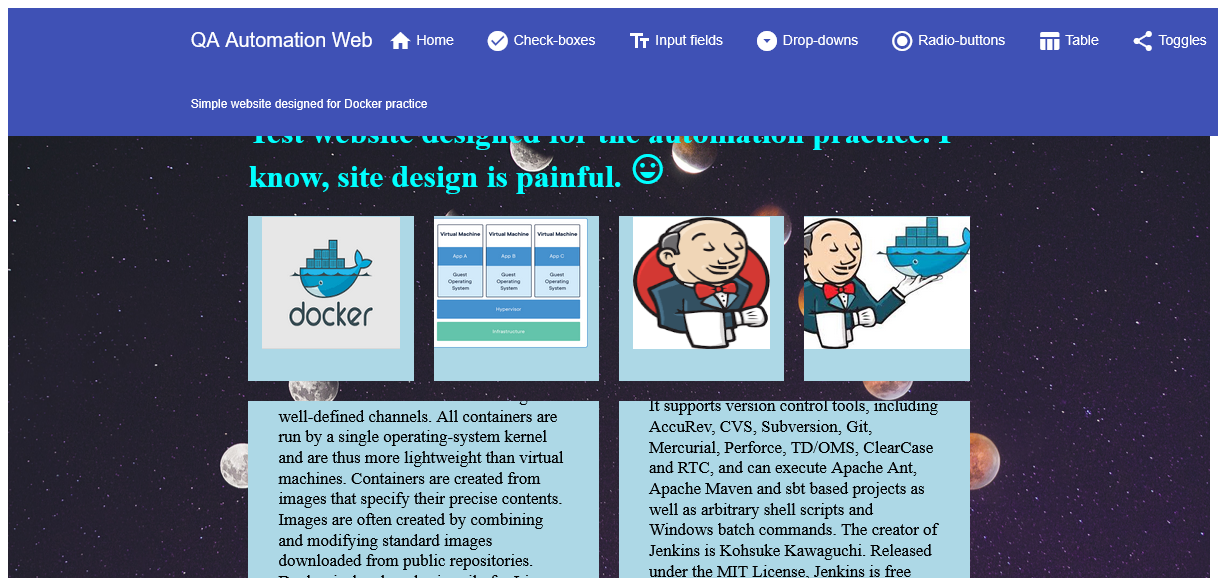 QA Automation Web
Home
Check-boxes
Input fields
Drop-downs
Radio-buttons
Table
Toggles
Simple website designed for Docker practice
Test website designed for the automation practice. I
know, site design is painful.
docker
Virtual Machine Virtual Machine Virtual Machine
App A App B App C
Guest Guest Guest
Operating Operating Operating
System System System
Hypervisor
Infrastructure
well-defined channels. All containers are
run by a single operating-system kernel
and are thus more lightweight than virtual
machines. Containers are created from
images that specify their precise contents.
Images are often created by combining
and modifying standard images
downloaded from public repositories.
It supports version control tools, including
AccuRev, CVS, Subversion, Git,
Mercurial, Perforce, TD/OMS, ClearCase
and RTC, and can execute Apache Ant,
Apache Maven and sbt based projects as
well as arbitrary shell scripts and
Windows batch commands. The creator of
Jenkins is Kohsuke Kawaguchi. Released
under the MIT License, Jenkins is free